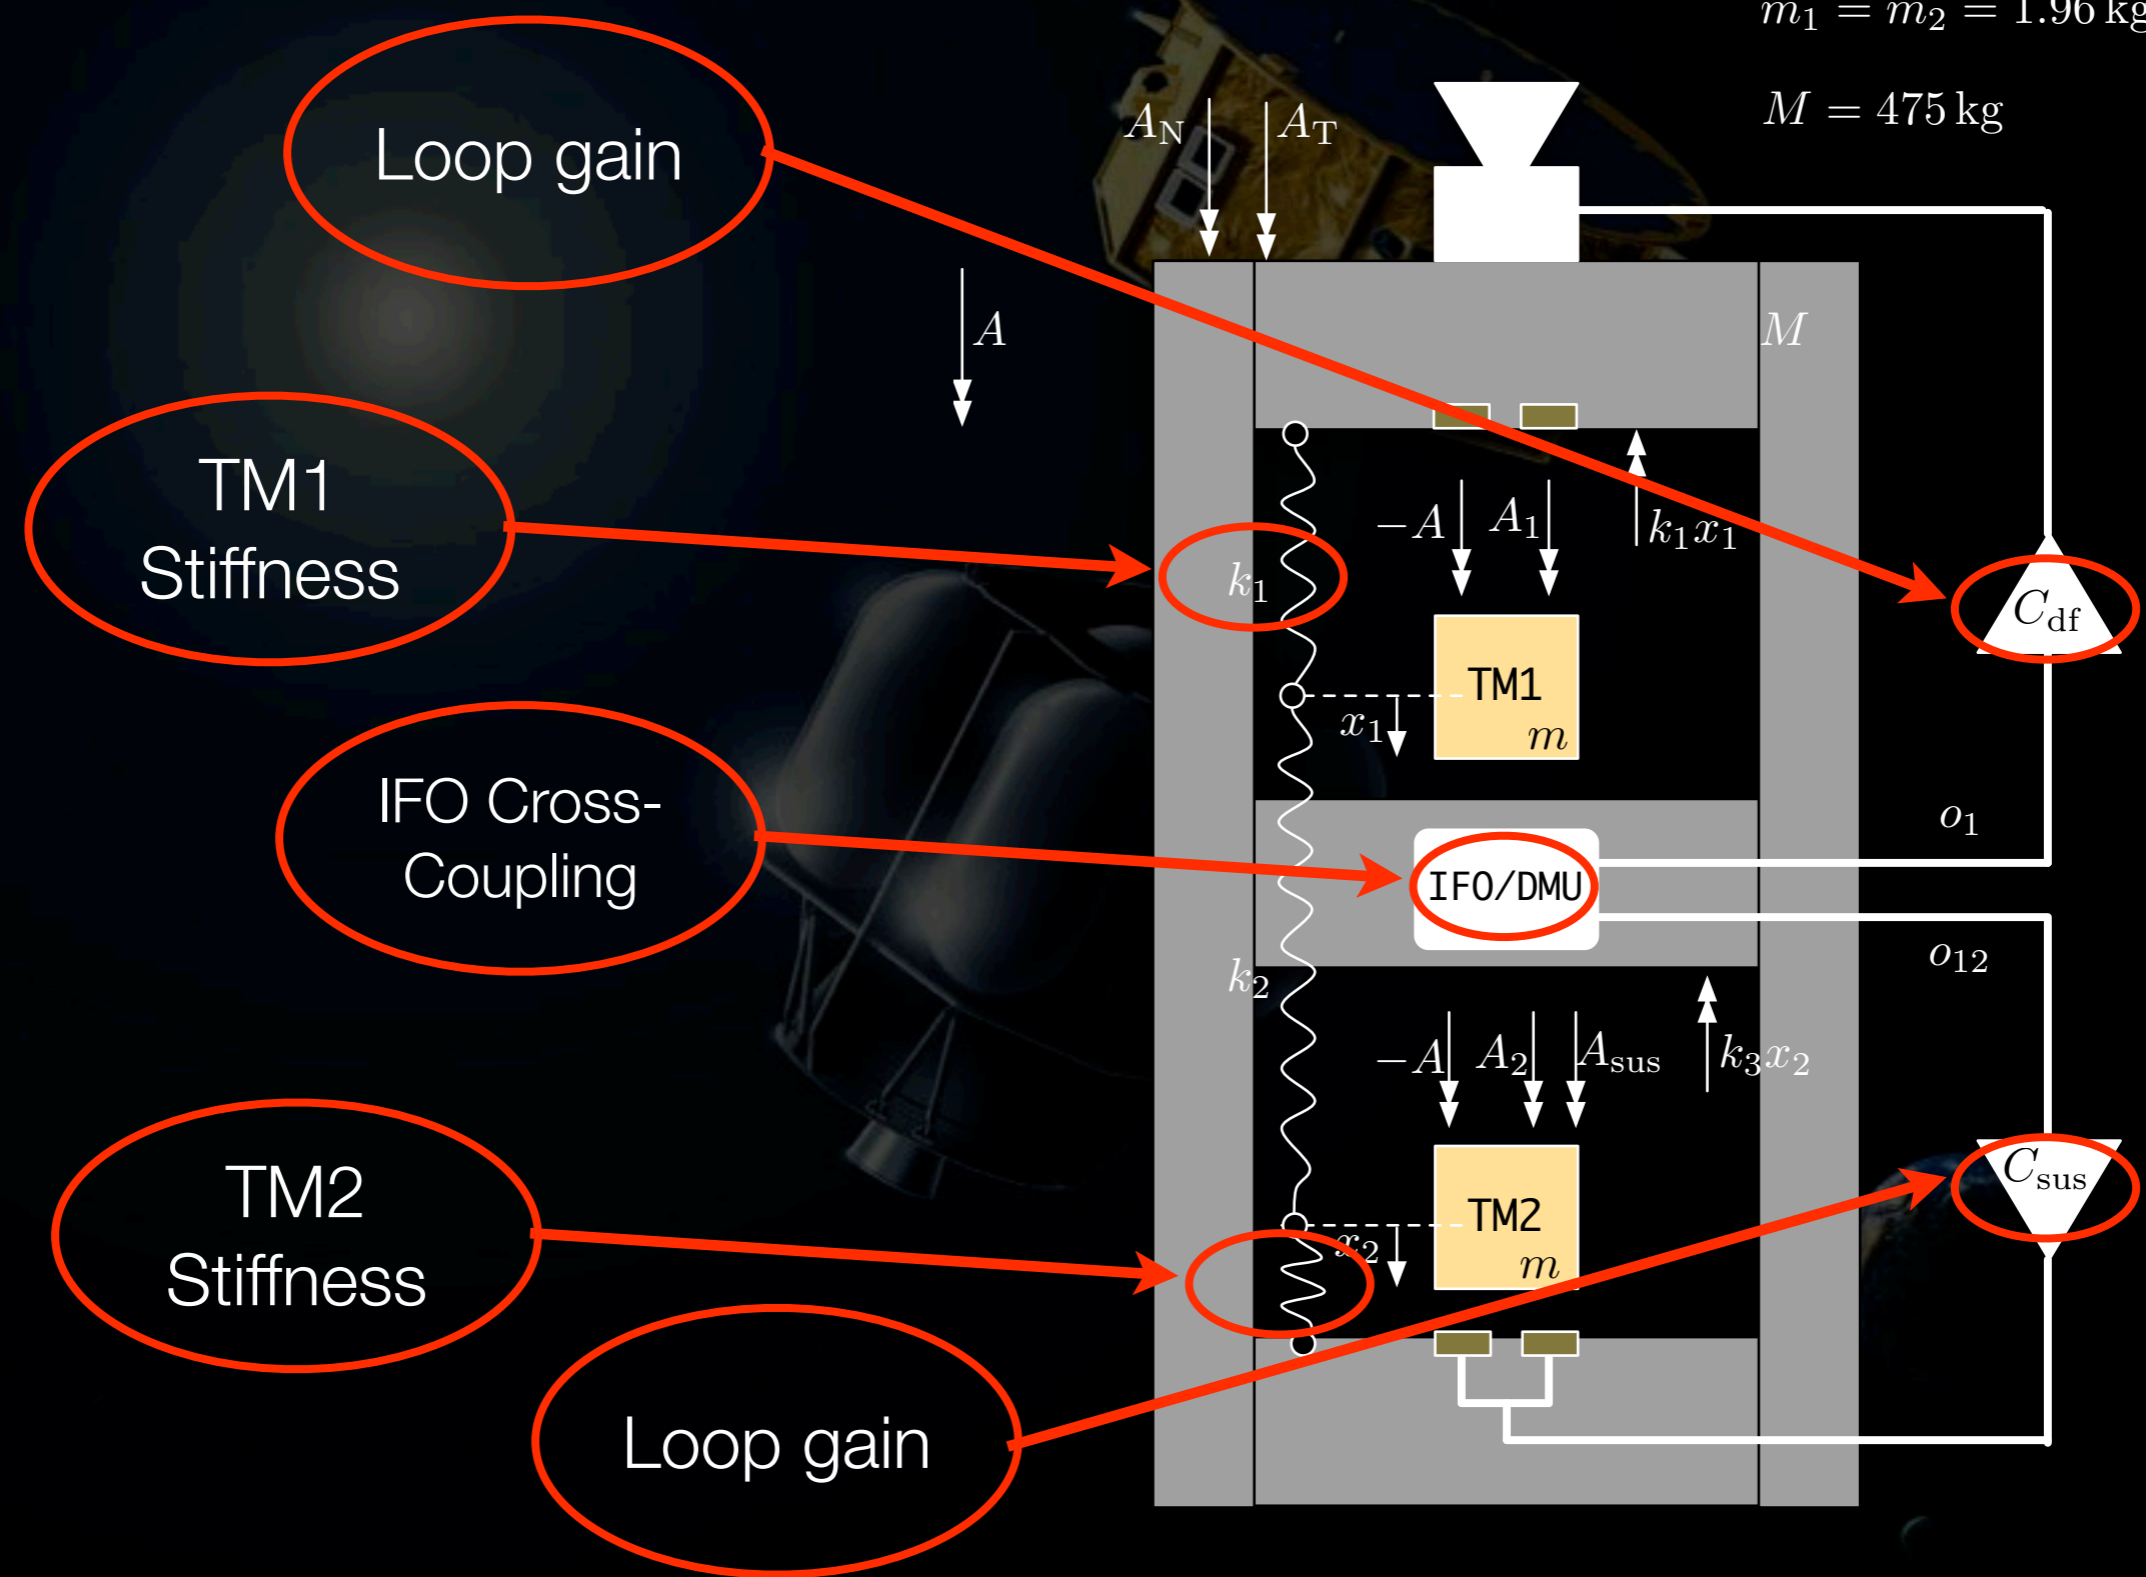 m₁ = m₂ = 1.96 kg
M = 475 kg
Loop gain
A_N
A_T
A
M
TM1
Stiffness
k₁
−A
A₁
k₁x₁
C_df
TM1
x₁
m
IFO Cross-
Coupling
IFO/DMU
o₁
o₁₂
k₂
−A
A₂
A_sus
k₃x₂
TM2
Stiffness
C_sus
TM2
x₂
m
Loop gain